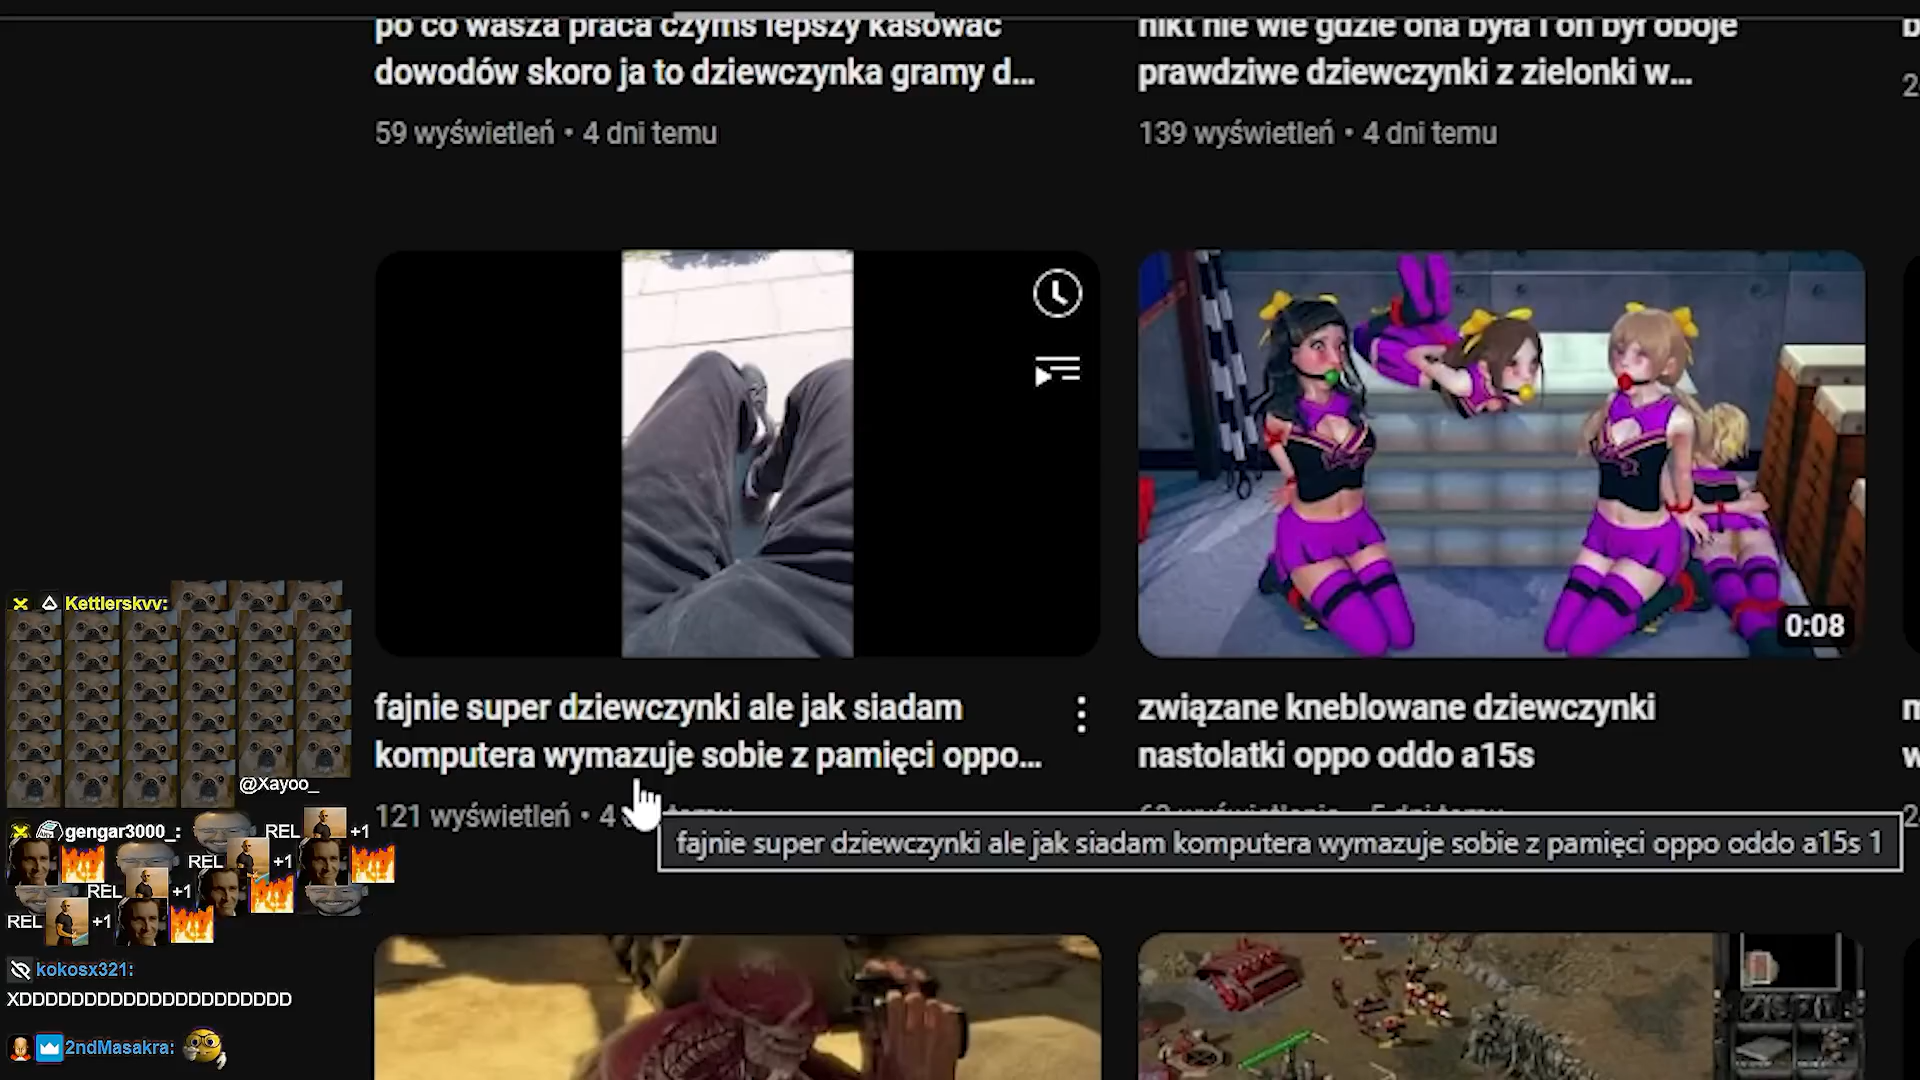 po co wasza praca czymś lepszy kasować
dowodów skoro ja to dziewczynka gramy d...
59 wyświetleń • 4 dni temu
nikt nie wie gdzie ona była i on był oboje
prawdziwe dziewczynki z zielonki w...
139 wyświetleń • 4 dni temu
0:08
fajnie super dziewczynki ale jak siadam
komputera wymazuje sobie z pamięci oppo...
121 wyświetleń • 4
związane kneblowane dziewczynki
nastolatki oppo oddo a15s
fajnie super dziewczynki ale jak siadam komputera wymazuje sobie z pamięci oppo oddo a15s 1
Kettlerskvv:
@Xayoo_
gengar3000_: REL +1
REL +1
REL +1
REL +1
kokosx321:
XDDDDDDDDDDDDDDDDDDDDD
2ndMasakra: